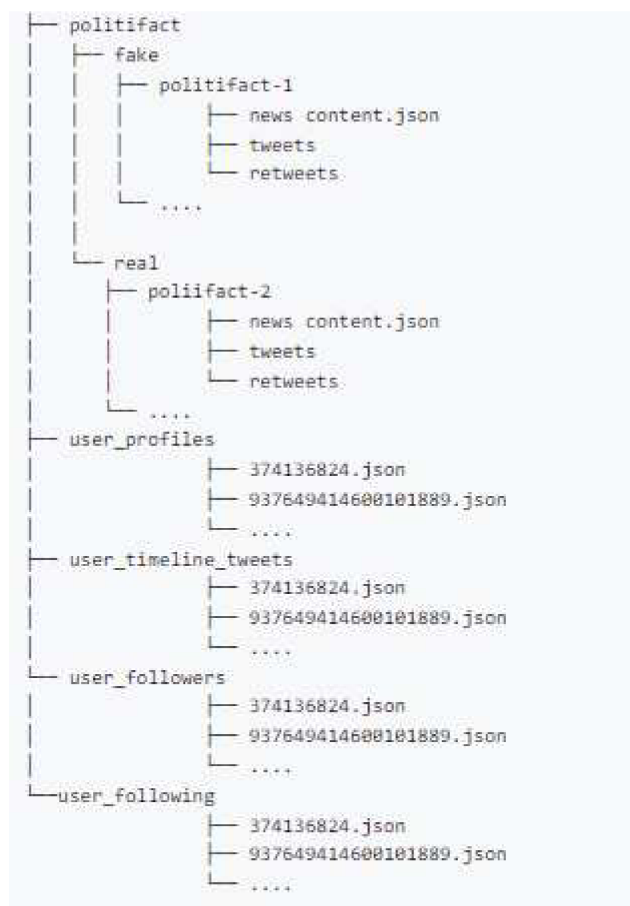 ├── politifact
│   ├── fake
│   │   ├── politifact-1
│   │   │   ├── news content.json
│   │   │   ├── tweets
│   │   │   └── retweets
│   │   └── ....
│   │
│   └── real
│       ├── poliifact-2
│       │   ├── news content.json
│       │   ├── tweets
│       │   └── retweets
│       └── ....
├── user_profiles
│           ├── 374136824.json
│           ├── 937649414600101889.json
│           └── ....
├── user_timeline_tweets
│           ├── 374136824.json
│           ├── 937649414600101889.json
│           └── ....
└── user_followers
│           ├── 374136824.json
│           ├── 937649414600101889.json
│           └── ....
└──user_following
            ├── 374136824.json
            ├── 937649414600101889.json
            └── ....